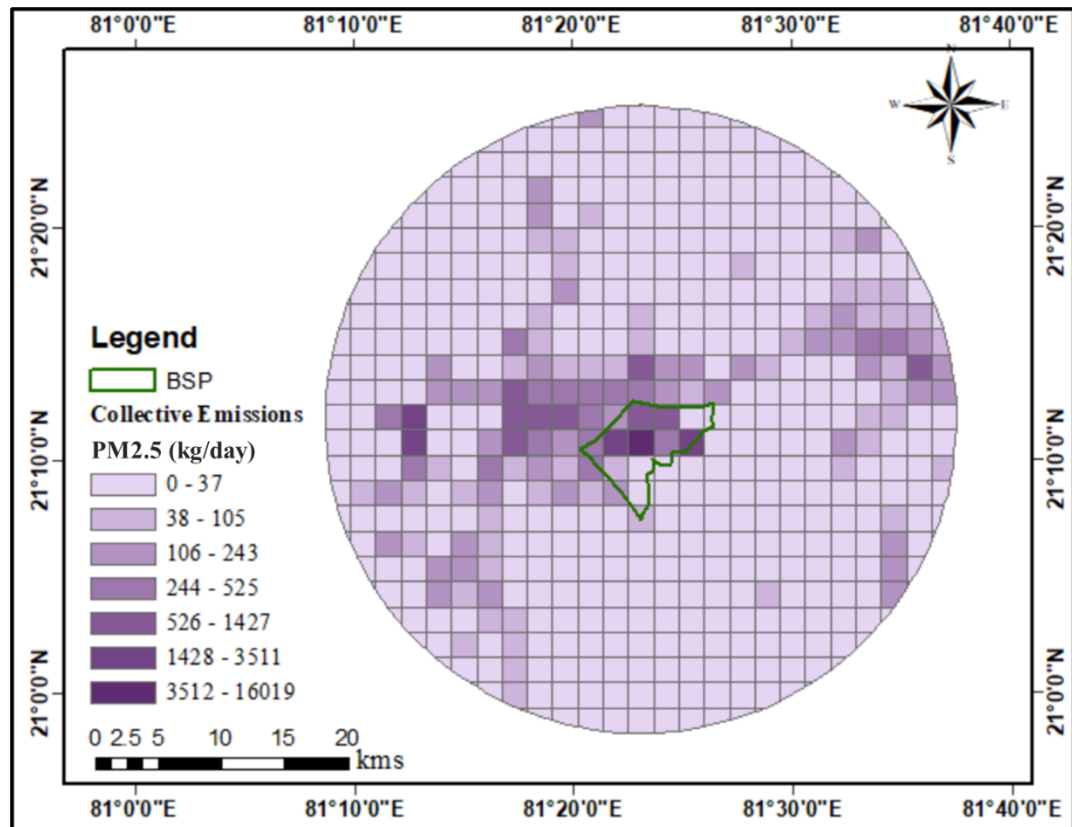 81°0'0"E 81°10'0"E 81°20'0"E 81°30'0"E 81°40'0"E
N
W E
S
21°20'0"N 21°20'0"N
Legend
BSP
Collective Emissions
PM2.5 (kg/day)
0 - 37
38 - 105
106 - 243
244 - 525
526 - 1427
1428 - 3511
3512 - 16019
21°10'0"N 21°10'0"N
21°0'0"N 21°0'0"N
0 2.5 5 10 15 20
kms
81°0'0"E 81°10'0"E 81°20'0"E 81°30'0"E 81°40'0"E